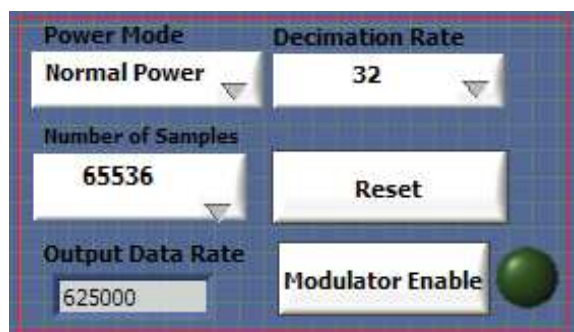 Power Mode
Decimation Rate
Normal Power
32
Number of Samples
65536
Reset
Output Data Rate
625000
Modulator Enable